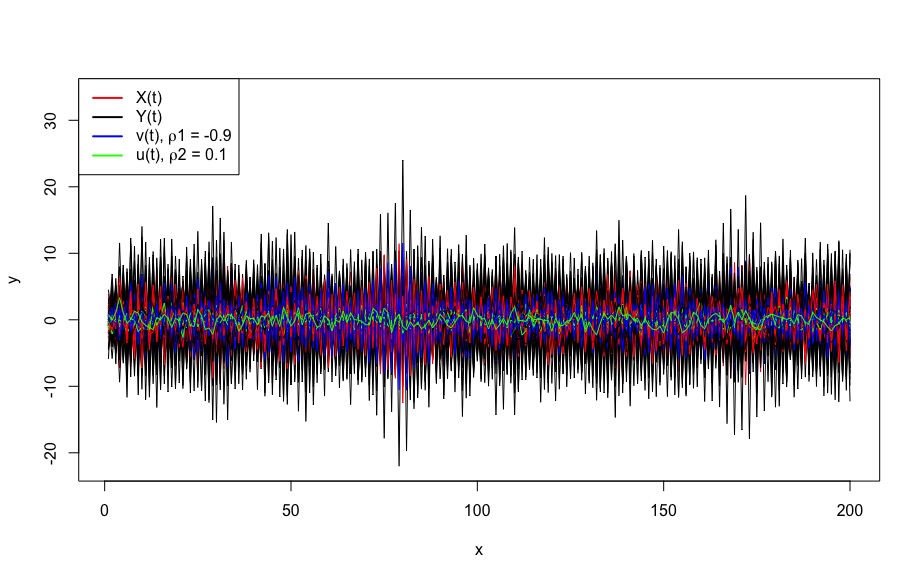 X(t)
Y(t)
v(t), ρ1 = -0.9
u(t), ρ2 = 0.1
30
20
10
0
-10
-20
y
0 50 100 150 200
x